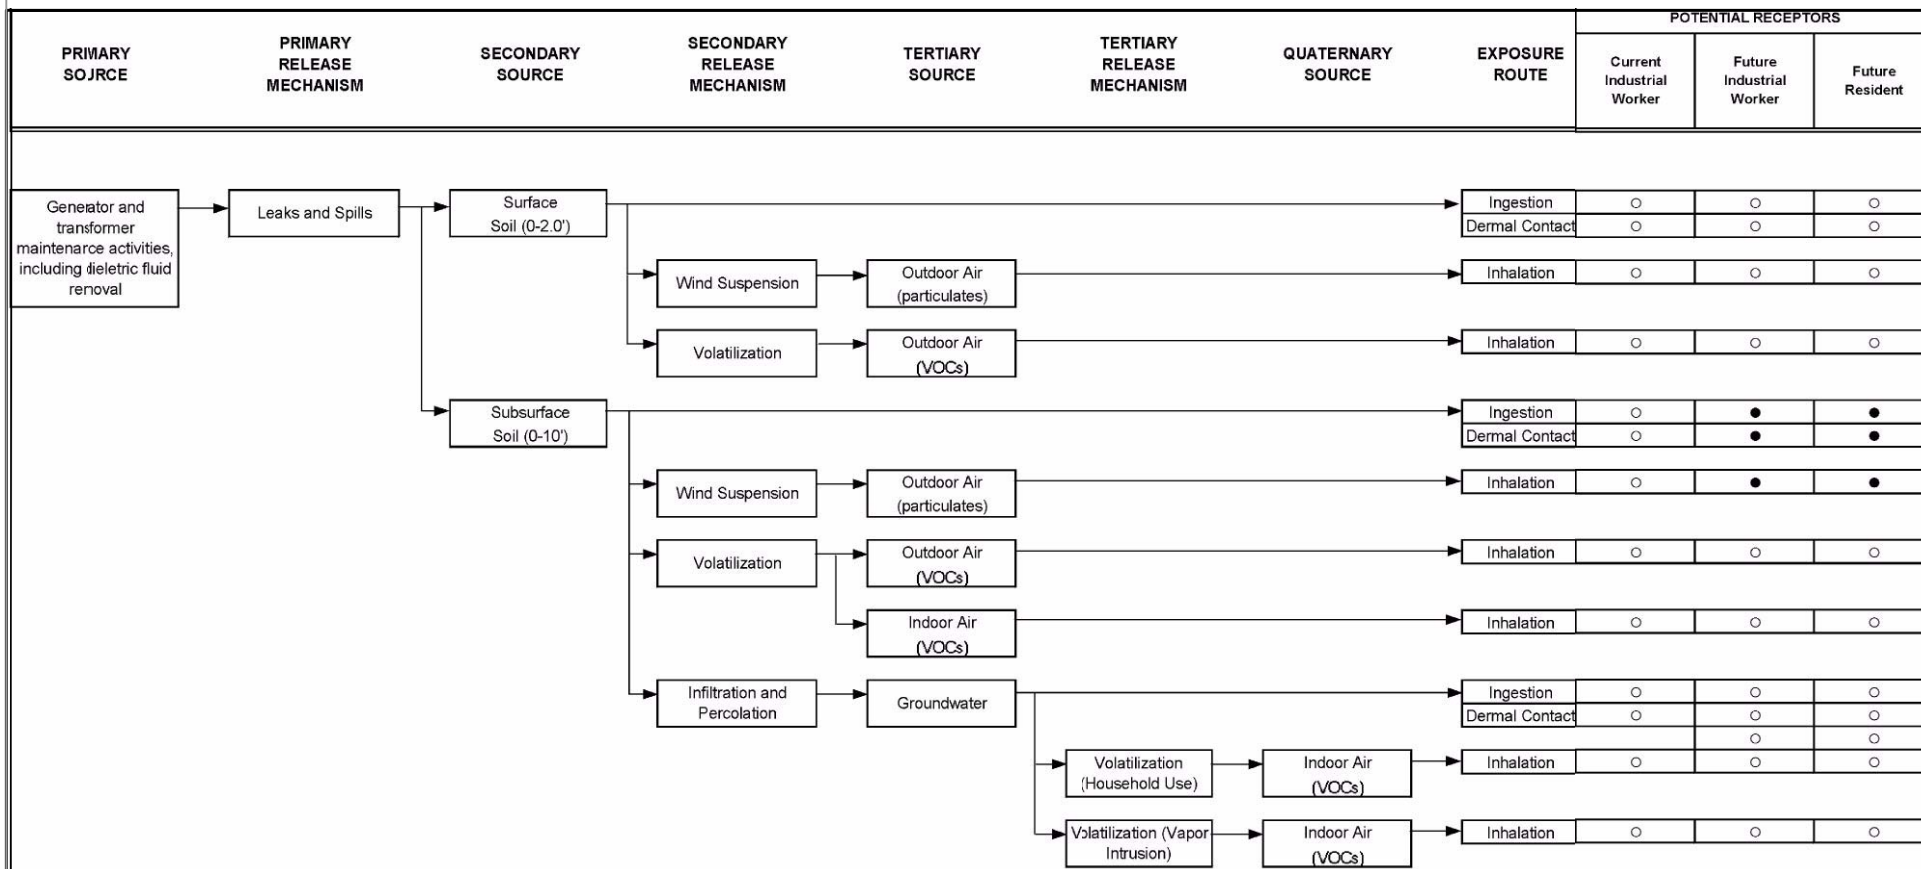 POTENTIAL RECEPTORS
PRIMARY
SOJRCE
PRIMARY
RELEASE
MECHANISM
SECONDARY
SOURCE
SECONDARY
RELEASE
MECHANISM
TERTIARY
SOURCE
TERTIARY
RELEASE
MECHANISM
QUATERNARY
SOURCE
EXPOSURE
ROUTE
Current
Industrial
Worker
Future
Industrial
Worker
Future
Resident
Generator and
transformer
maintenarce activities,
including dieletric fluid
removal
Leaks and Spills
Surface
Soil (0-2.0')
Ingestion
Dermal Contact
Wind Suspension
Outdoor Air
(particulates)
Inhalation
Volatilization
Outdoor Air
(VOCs)
Inhalation
Subsurface
Soil (0-10')
Ingestion
Dermal Contact
Wind Suspension
Outdoor Air
(particulates)
Inhalation
Volatilization
Outdoor Air
(VOCs)
Inhalation
Indoor Air
(VOCs)
Inhalation
Infiltration and
Percolation
Groundwater
Ingestion
Dermal Contact
Volatilization
(Household Use)
Indoor Air
(VOCs)
Inhalation
Volatilization (Vapor
Intrusion)
Indoor Air
(VOCs)
Inhalation